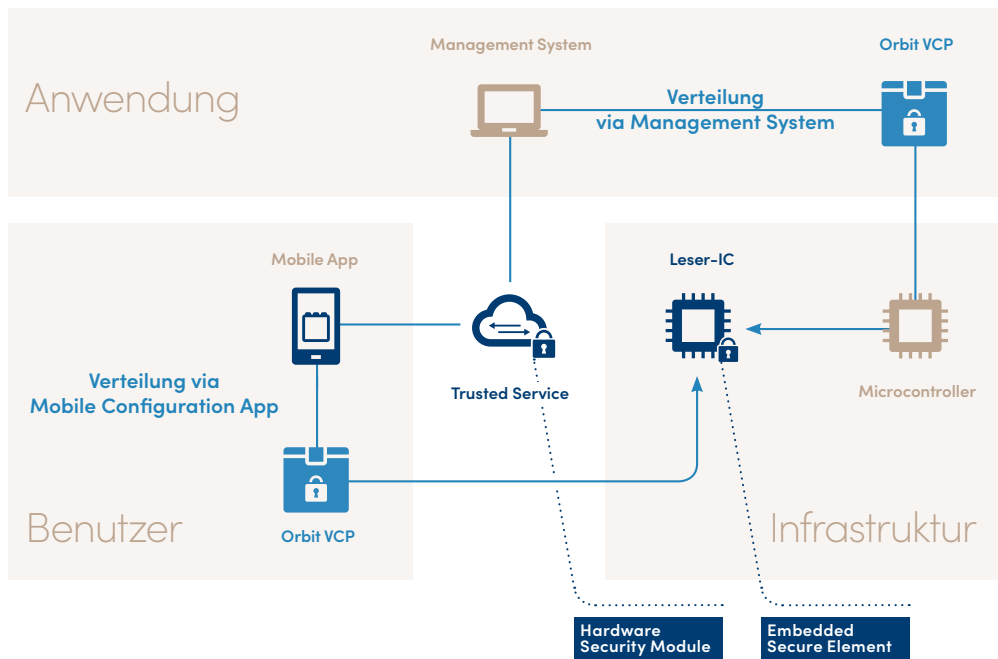 Management System
Orbit VCP
Anwendung
Verteilung
via Management System
Mobile App
Leser-IC
Verteilung via
Mobile Configuration App
Trusted Service
Microcontroller
Benutzer
Orbit VCP
Infrastruktur
Hardware
Security Module
Embedded
Secure Element